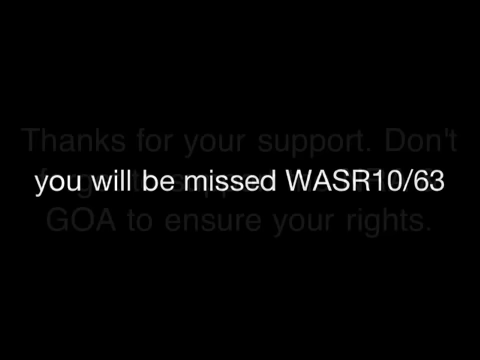 Thanks for your support. Don't
you will be missed WASR10/63
GOA to ensure your rights.